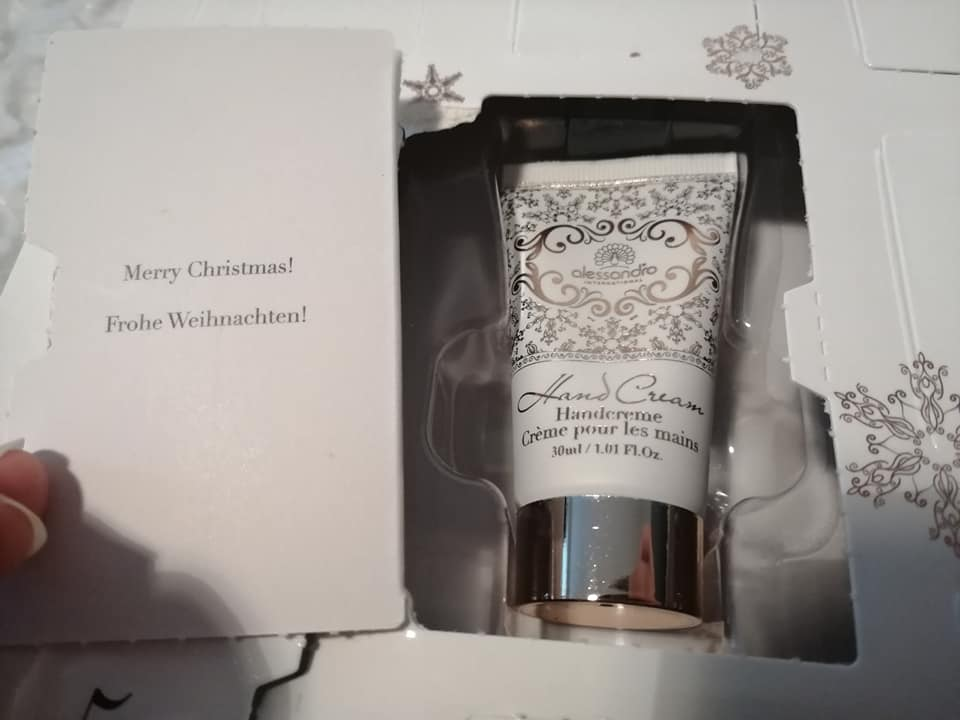 Merry Christmas!
Frohe Weihnachten!
alessandro
INTERNATIONAL
Hand Cream
Handcreme
Crème pour les mains
30ml / 1.01 Fl.Oz.